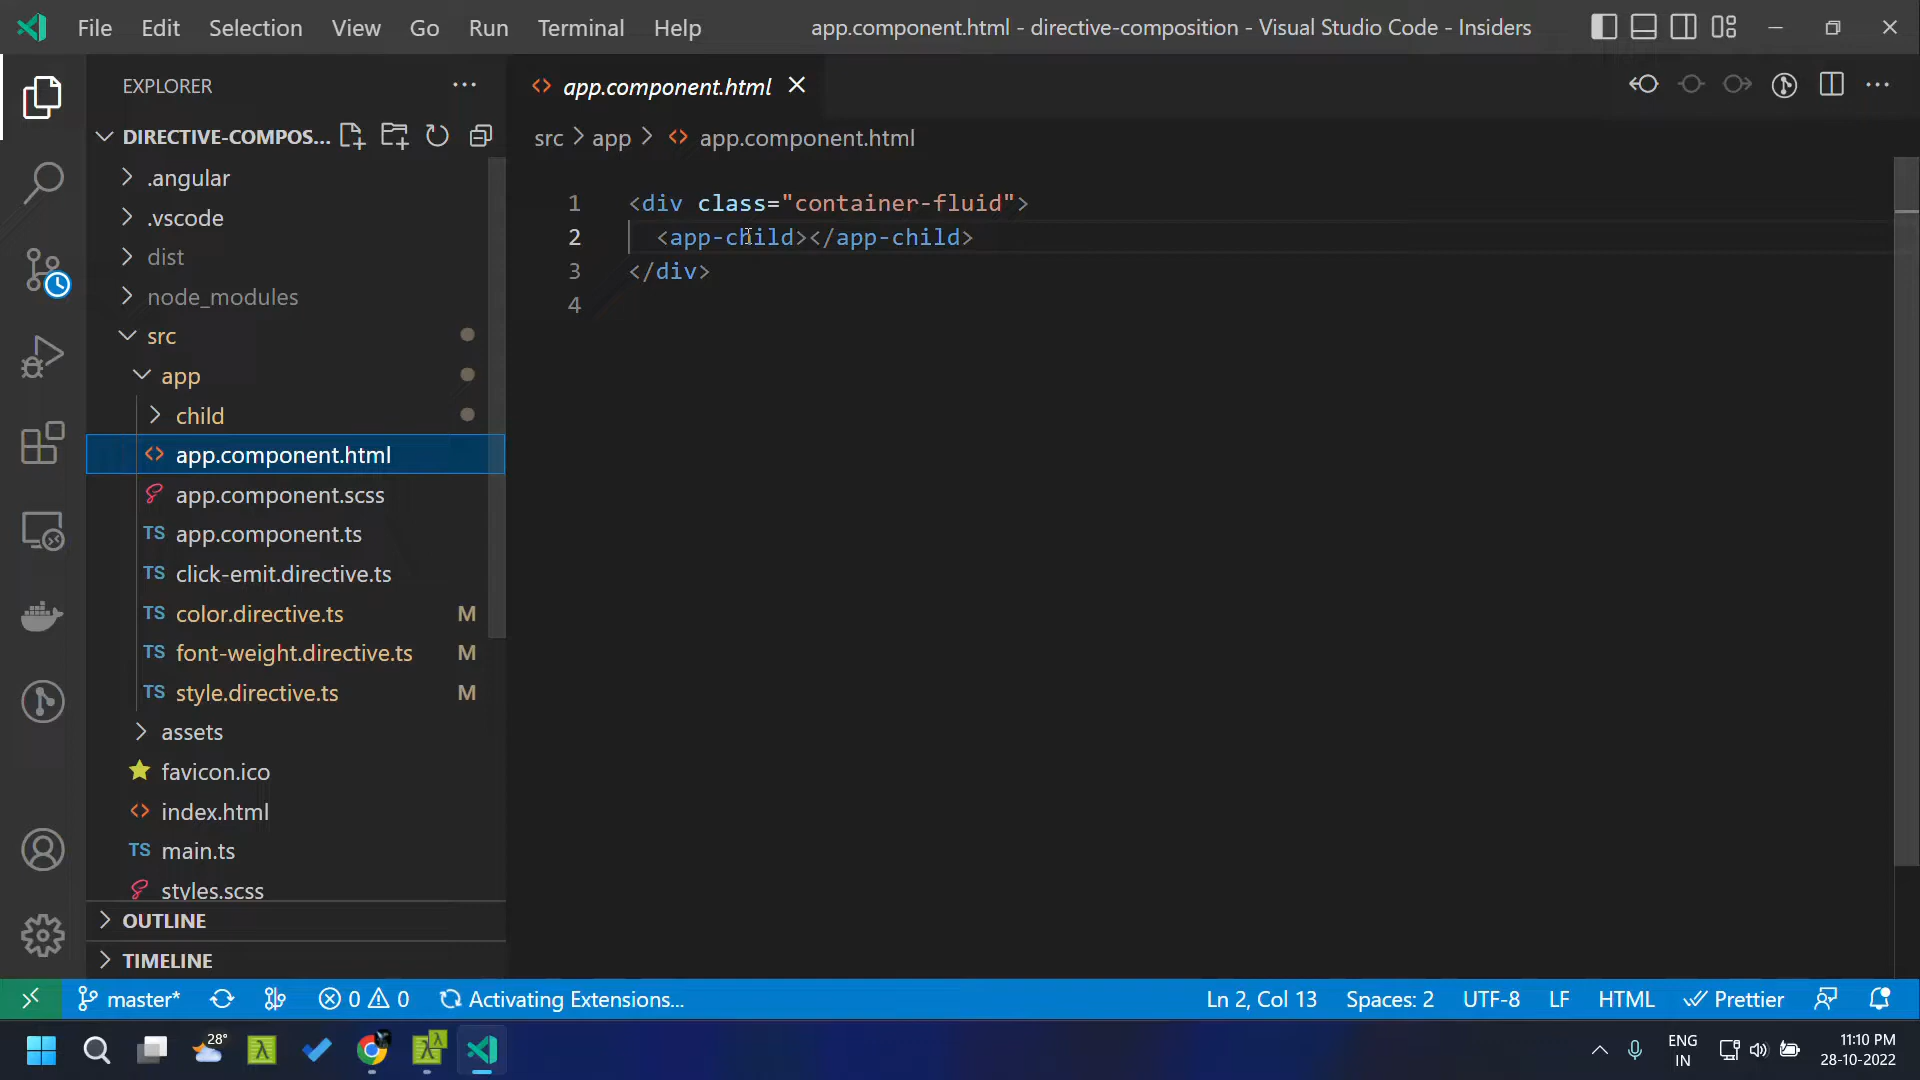 File Edit Selection View Go Run Terminal Help
app.component.html - directive-composition - Visual Studio Code - Insiders
EXPLORER
DIRECTIVE-COMPOS...
.angular
.vscode
dist
node_modules
src
app
child
app.component.html
app.component.scss
TS app.component.ts
TS click-emit.directive.ts
TS color.directive.ts M
TS font-weight.directive.ts M
TS style.directive.ts M
assets
favicon.ico
index.html
TS main.ts
styles.scss
OUTLINE
TIMELINE
app.component.html
src > app > app.component.html
1 <div class="container-fluid">
2 <app-child></app-child>
3 </div>
4
master* 0 0 Activating Extensions... Ln 2, Col 13 Spaces: 2 UTF-8 LF HTML Prettier
28°
ENG
IN
11:10 PM
28-10-2022